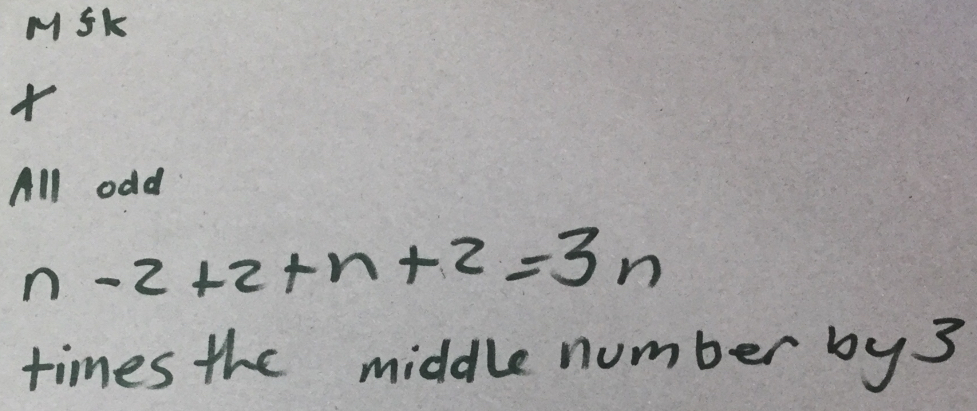 M $ k
+
All odd
n - 2 + 2 + n + 2 = 3n
times the middle number by 3